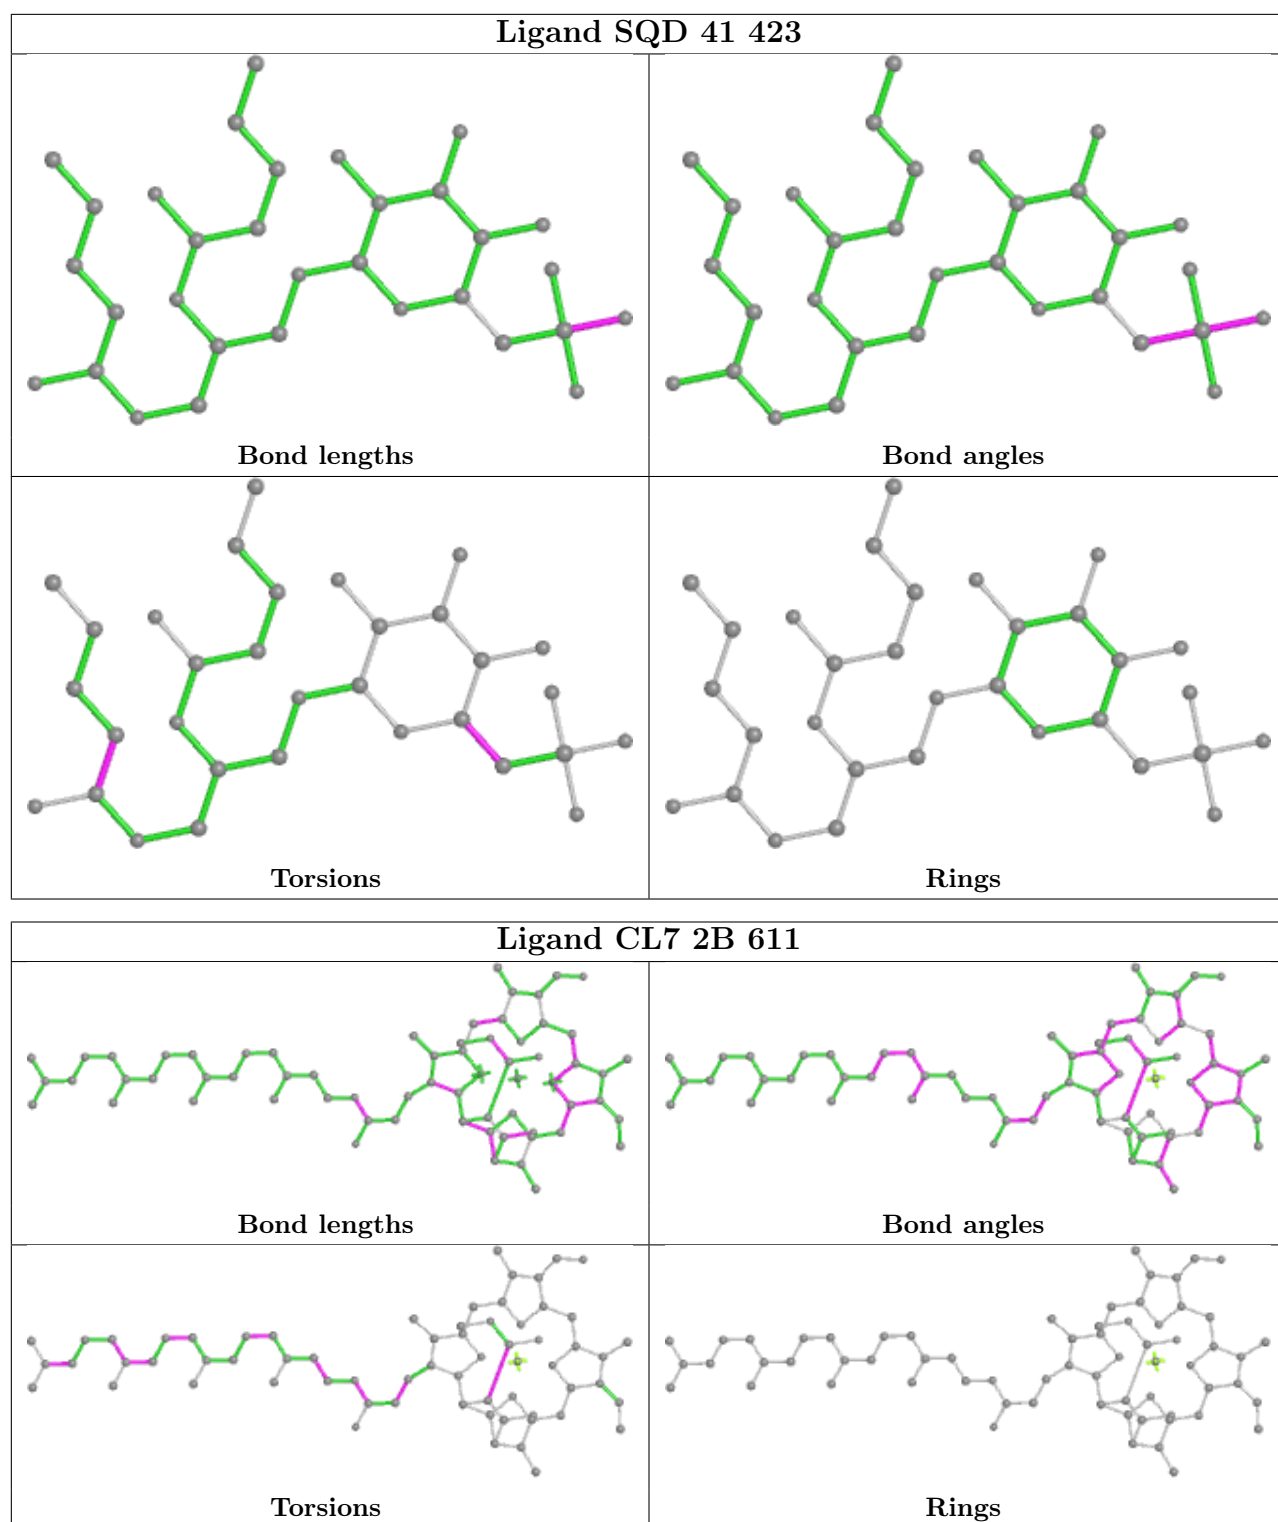 Ligand SQD 41 423
Bond lengths
Bond angles
Torsions
Rings
Ligand CL7 2B 611
Bond lengths
Bond angles
Torsions
Rings